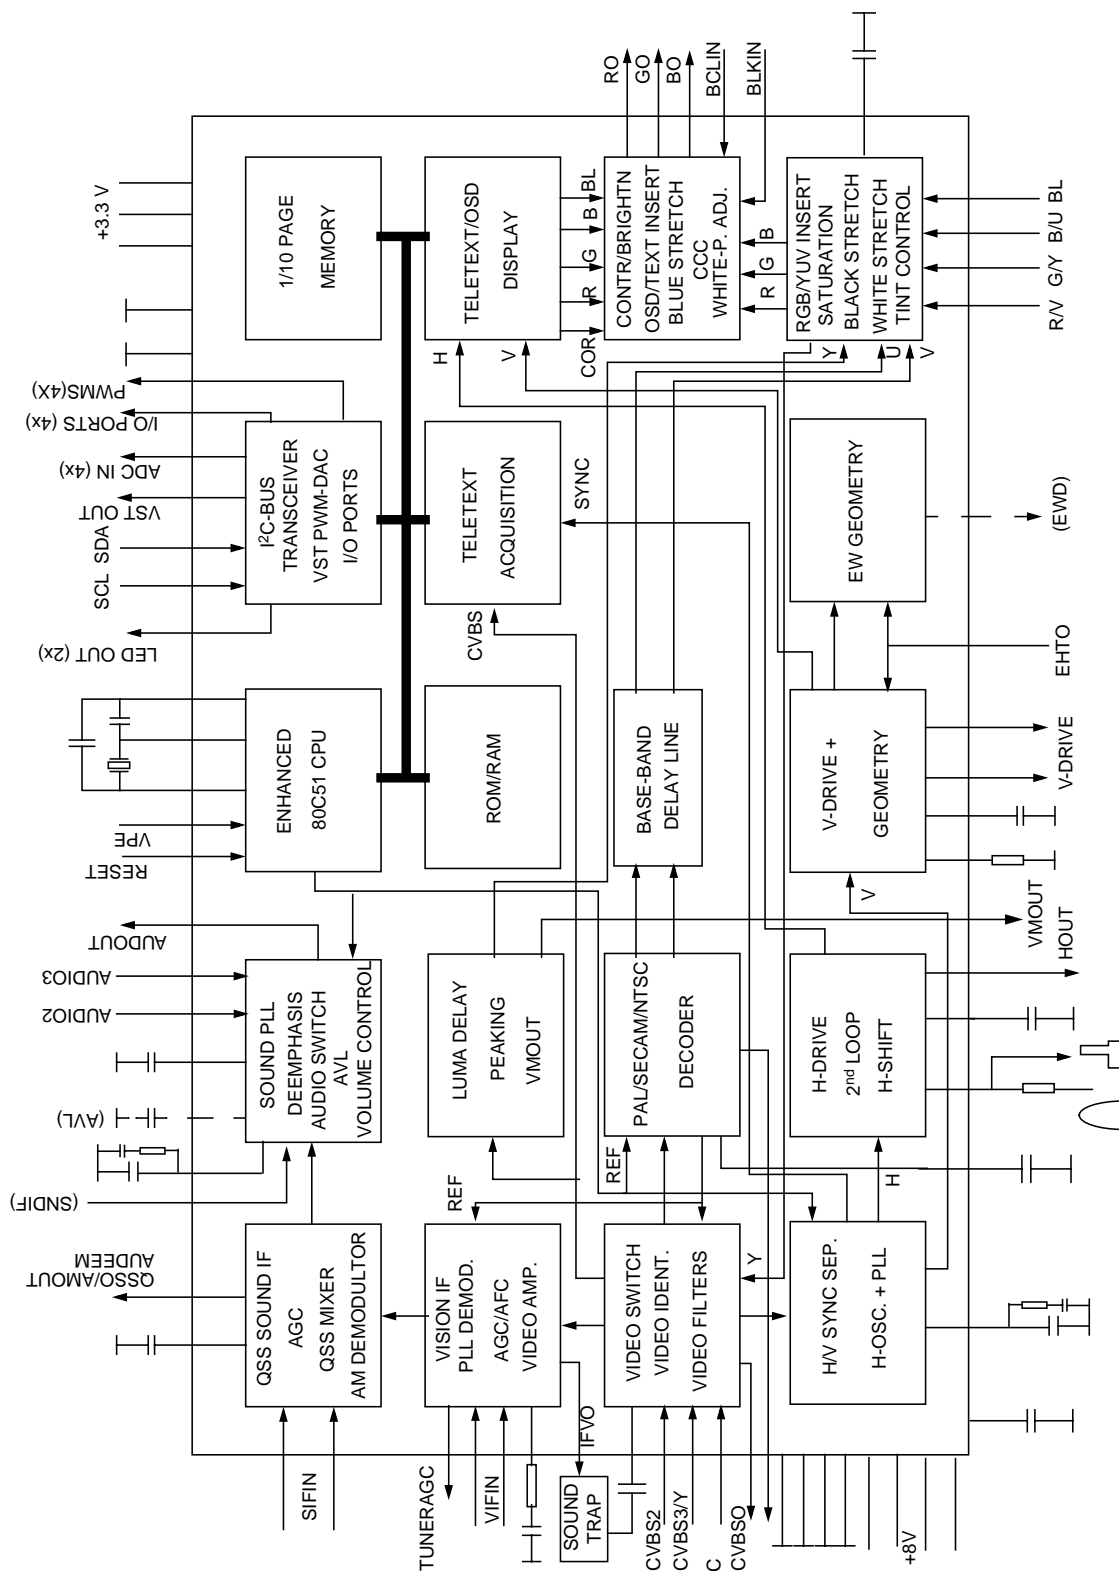 +3.3 V
PWMS(4X)
I/O PORTS (4x)
ADC IN (4x)
VST OUT
SDA
SCL
LED OUT (2x)
VPE
RESET
AUDOUT
AUDIO3
AUDIO2
(AVL)
(SNDIF)
AUDEEM
QSSO/AMOUT
QSS SOUND IF
AGC
QSS MIXER
AM DEMODULTOR
SOUND PLL
DEEMPHASIS
AUDIO SWITCH
AVL
VOLUME CONTROL
ENHANCED
80C51 CPU
I²C-BUS
TRANSCEIVER
VST PWM-DAC
I/O PORTS
1/10 PAGE
MEMORY
SIFIN
TUNERAGC
VIFIN
IFVO
SOUND
TRAP
VISION IF
PLL DEMOD.
AGC/AFC
VIDEO AMP.
REF
LUMA DELAY
PEAKING
VMOUT
ROM/RAM
CVBS
TELETEXT
ACQUISITION
SYNC
H
V
TELETEXT/OSD
DISPLAY
COR
R
G
B
BL
CVBS2
CVBS3/Y
C
CVBSO
VIDEO SWITCH
VIDEO IDENT.
VIDEO FILTERS
Y
REF
PAL/SECAM/NTSC
DECODER
BASE-BAND
DELAY LINE
CONTR/BRIGHTN
OSD/TEXT INSERT
BLUE STRETCH
CCC
WHITE-P. ADJ.
RO
GO
BO
BCLIN
BLKIN
R
G
B
Y
U
V
RGB/YUV INSERT
SATURATION
BLACK STRETCH
WHITE STRETCH
TINT CONTROL
H/V SYNC SEP.
H-OSC. + PLL
H
H-DRIVE
2nd LOOP
H-SHIFT
V
V-DRIVE +
GEOMETRY
EW GEOMETRY
+8V
HOUT
VMOUT
V-DRIVE
EHTO
(EWD)
R/V
G/Y
B/U
BL